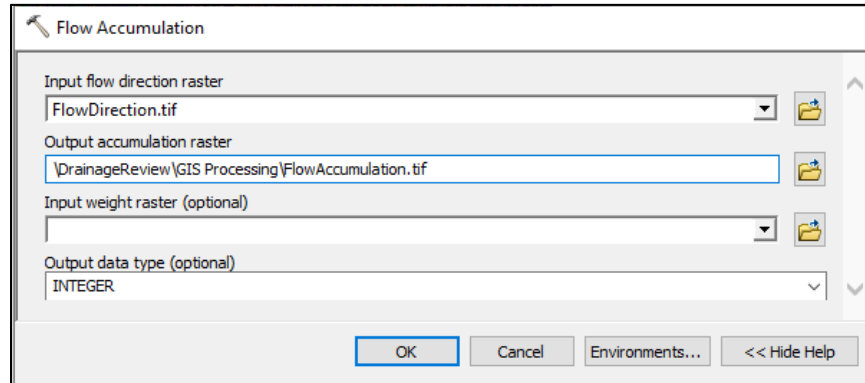 Flow Accumulation
Input flow direction raster
FlowDirection.tif
Output accumulation raster
\DrainageReview\GIS Processing\FlowAccumulation.tif
Input weight raster (optional)
Output data type (optional)
INTEGER
OK Cancel Environments... << Hide Help